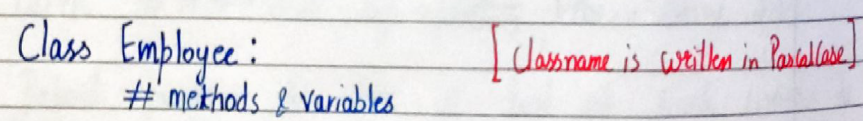 Class Employee : [Classname is written in PascalCase]
# methods & variables